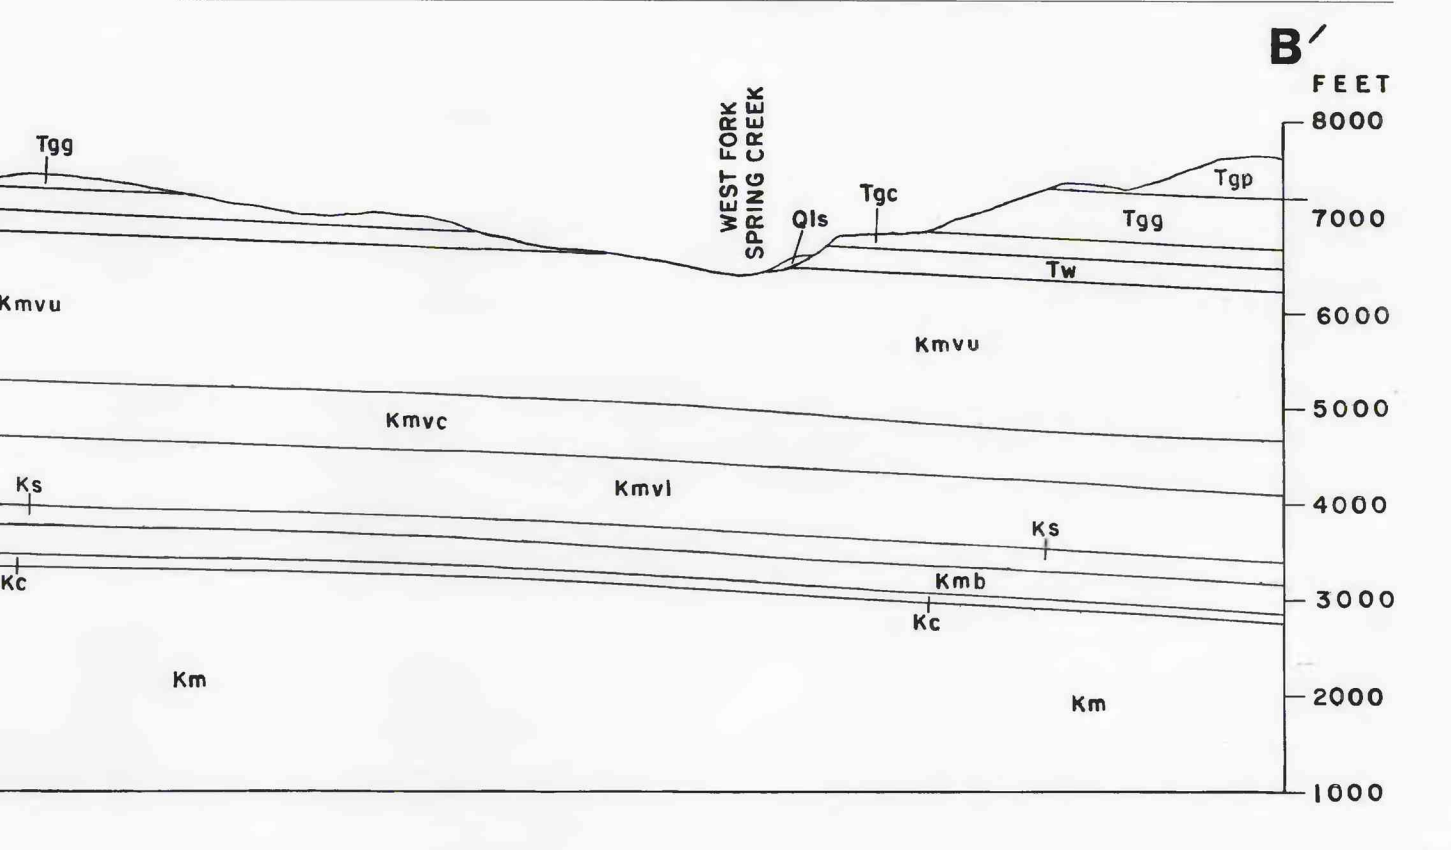 B′
FEET
8000
WEST FORK
SPRING CREEK
Tgg
Tgp
Tgc
Qls
Tgg
7000
Tw
Kmvu
6000
Kmvu
5000
Kmvc
Ks
Kmvl
4000
Ks
Kc
Kmb
3000
Kc
Km
Km
2000
1000